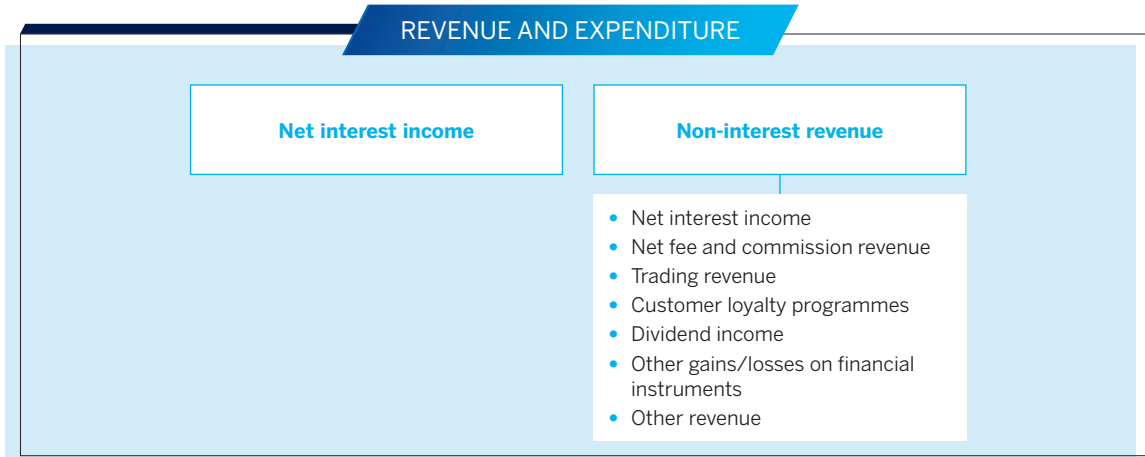 REVENUE AND EXPENDITURE
Net interest income
Non-interest revenue
• Net interest income
• Net fee and commission revenue
• Trading revenue
• Customer loyalty programmes
• Dividend income
• Other gains/losses on financial
instruments
• Other revenue